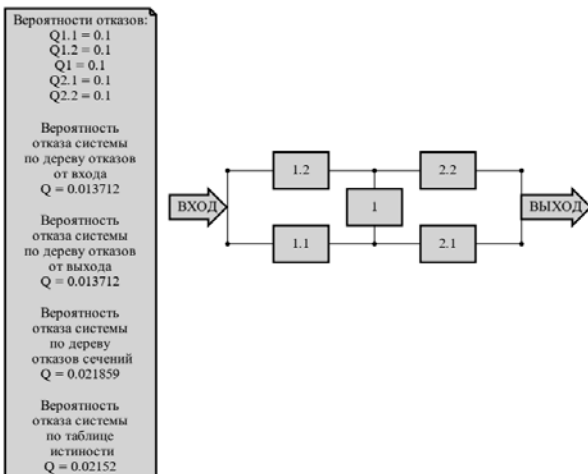 Вероятности отказов:
Q1.1 = 0.1
Q1.2 = 0.1
Q1 = 0.1
Q2.1 = 0.1
Q2.2 = 0.1
Вероятность
отказа системы
по дереву отказов
от входа
Q = 0.013712
Вероятность
отказа системы
по дереву отказов
от выхода
Q = 0.013712
Вероятность
отказа системы
по дереву
отказов сечений
Q = 0.021859
Вероятность
отказа системы
по таблице
истиности
Q = 0.02152
1.2
2.2
ВХОД
1
ВЫХОД
1.1
2.1